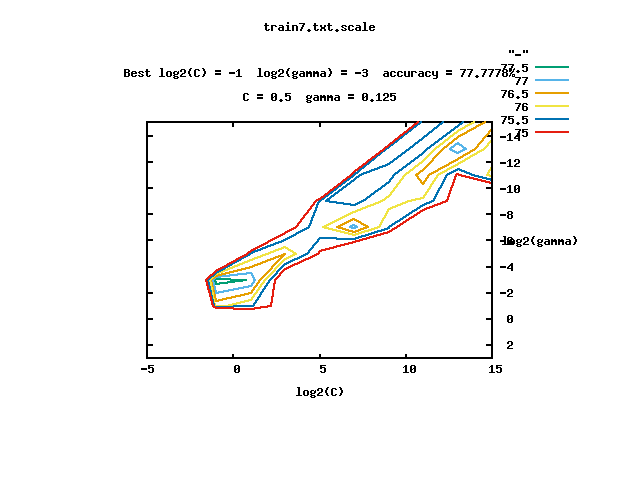 train7.txt.scale
"-"
77.5
Best log2(C) = -1 log2(gamma) = -3 accuracy = 77.7778%
77
76.5
C = 0.5 gamma = 0.125
76
75.5
75
-14
-12
-10
-8
-6
log2(gamma)
-4
-2
0
2
-5 0 5 10 15
log2(C)